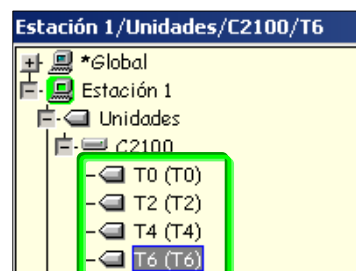 Estación 1/Unidades/C2100/T6
*Global
Estación 1
Unidades
C2100
T0 (T0)
T2 (T2)
T4 (T4)
T6 (T6)